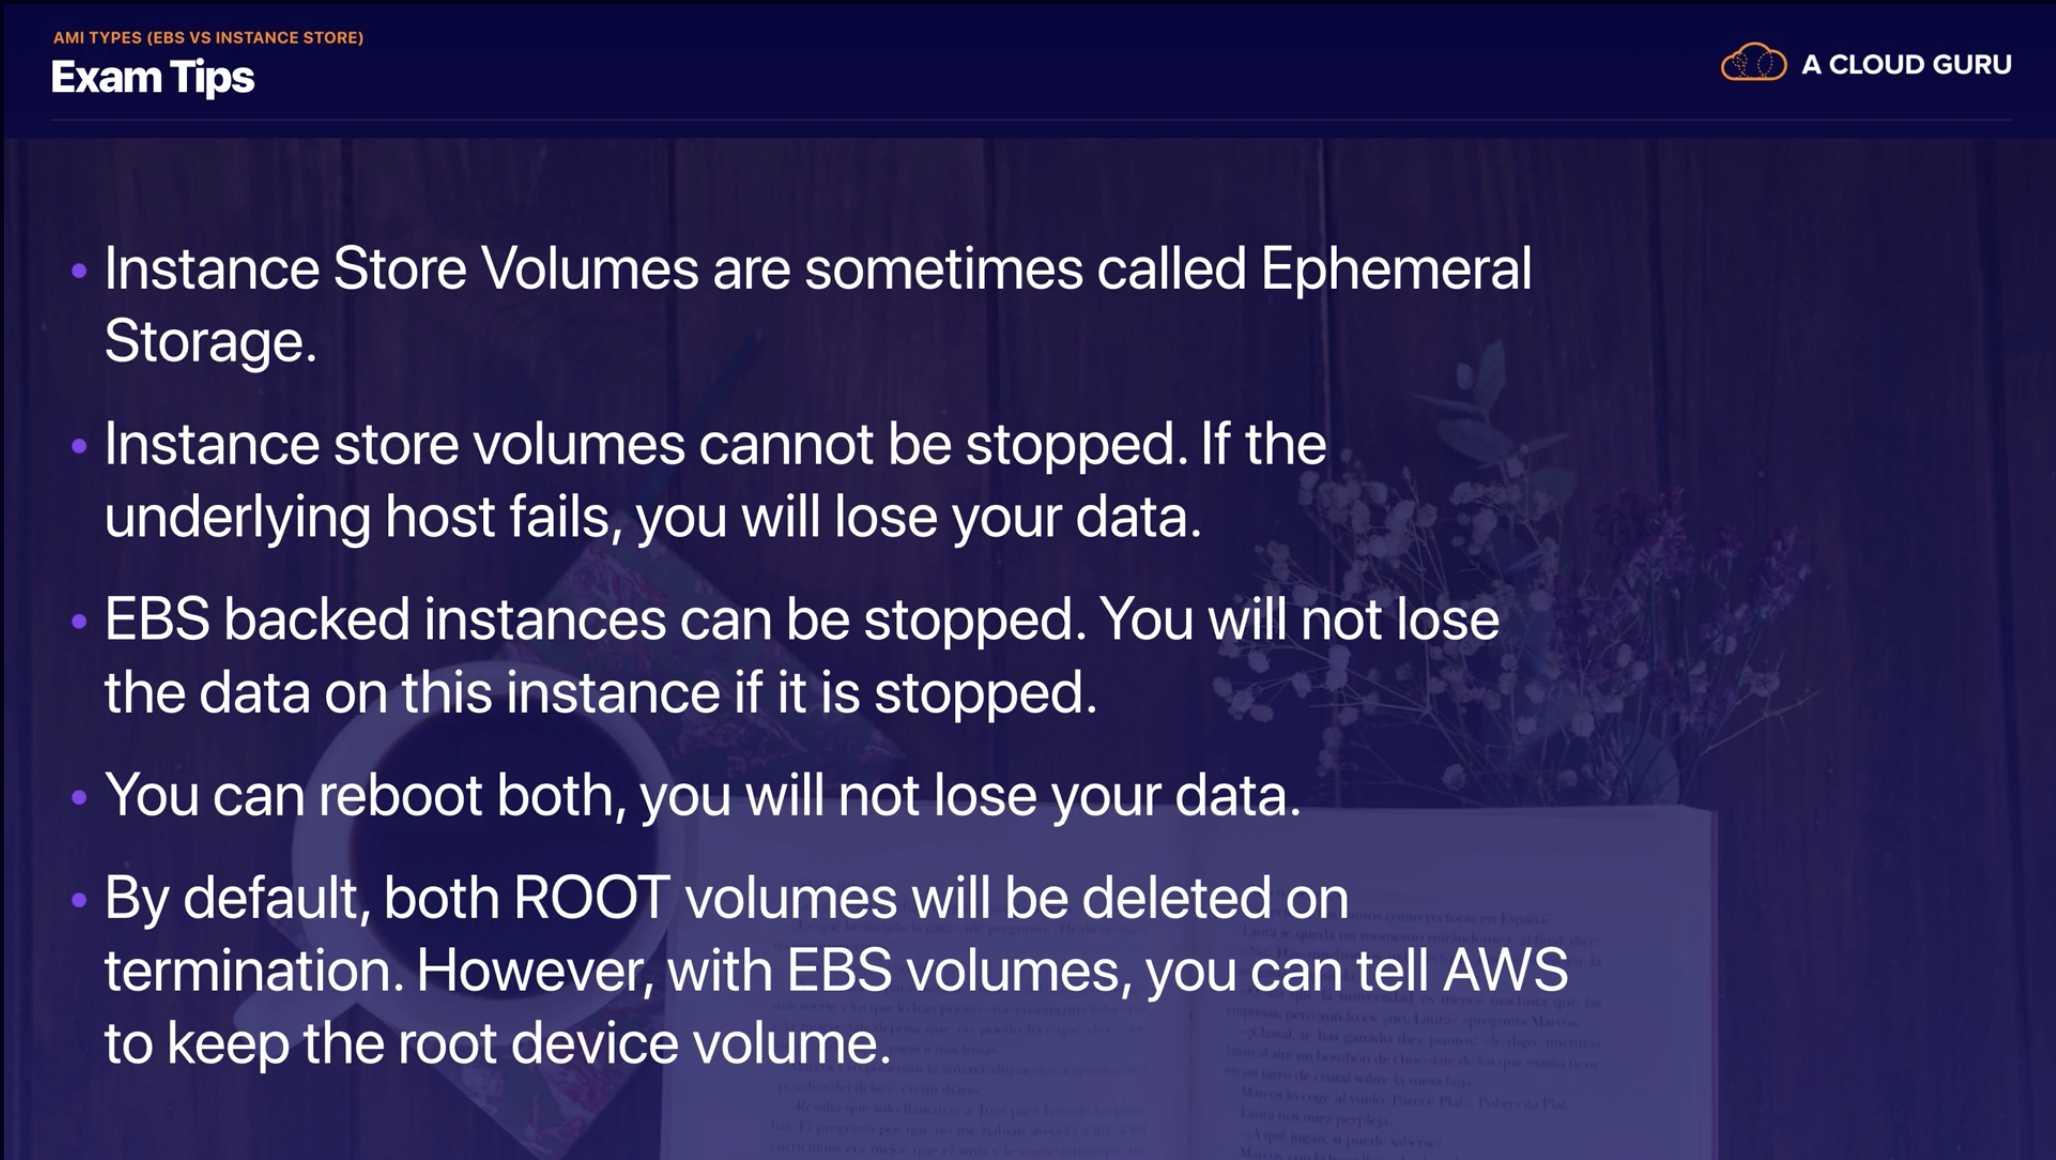 AMI TYPES (EBS VS INSTANCE STORE)
Exam Tips
A CLOUD GURU
• Instance Store Volumes are sometimes called Ephemeral
Storage.
• Instance store volumes cannot be stopped. If the
underlying host fails, you will lose your data.
• EBS backed instances can be stopped. You will not lose
the data on this instance if it is stopped.
• You can reboot both, you will not lose your data.
• By default, both ROOT volumes will be deleted on
termination. However, with EBS volumes, you can tell AWS
to keep the root device volume.